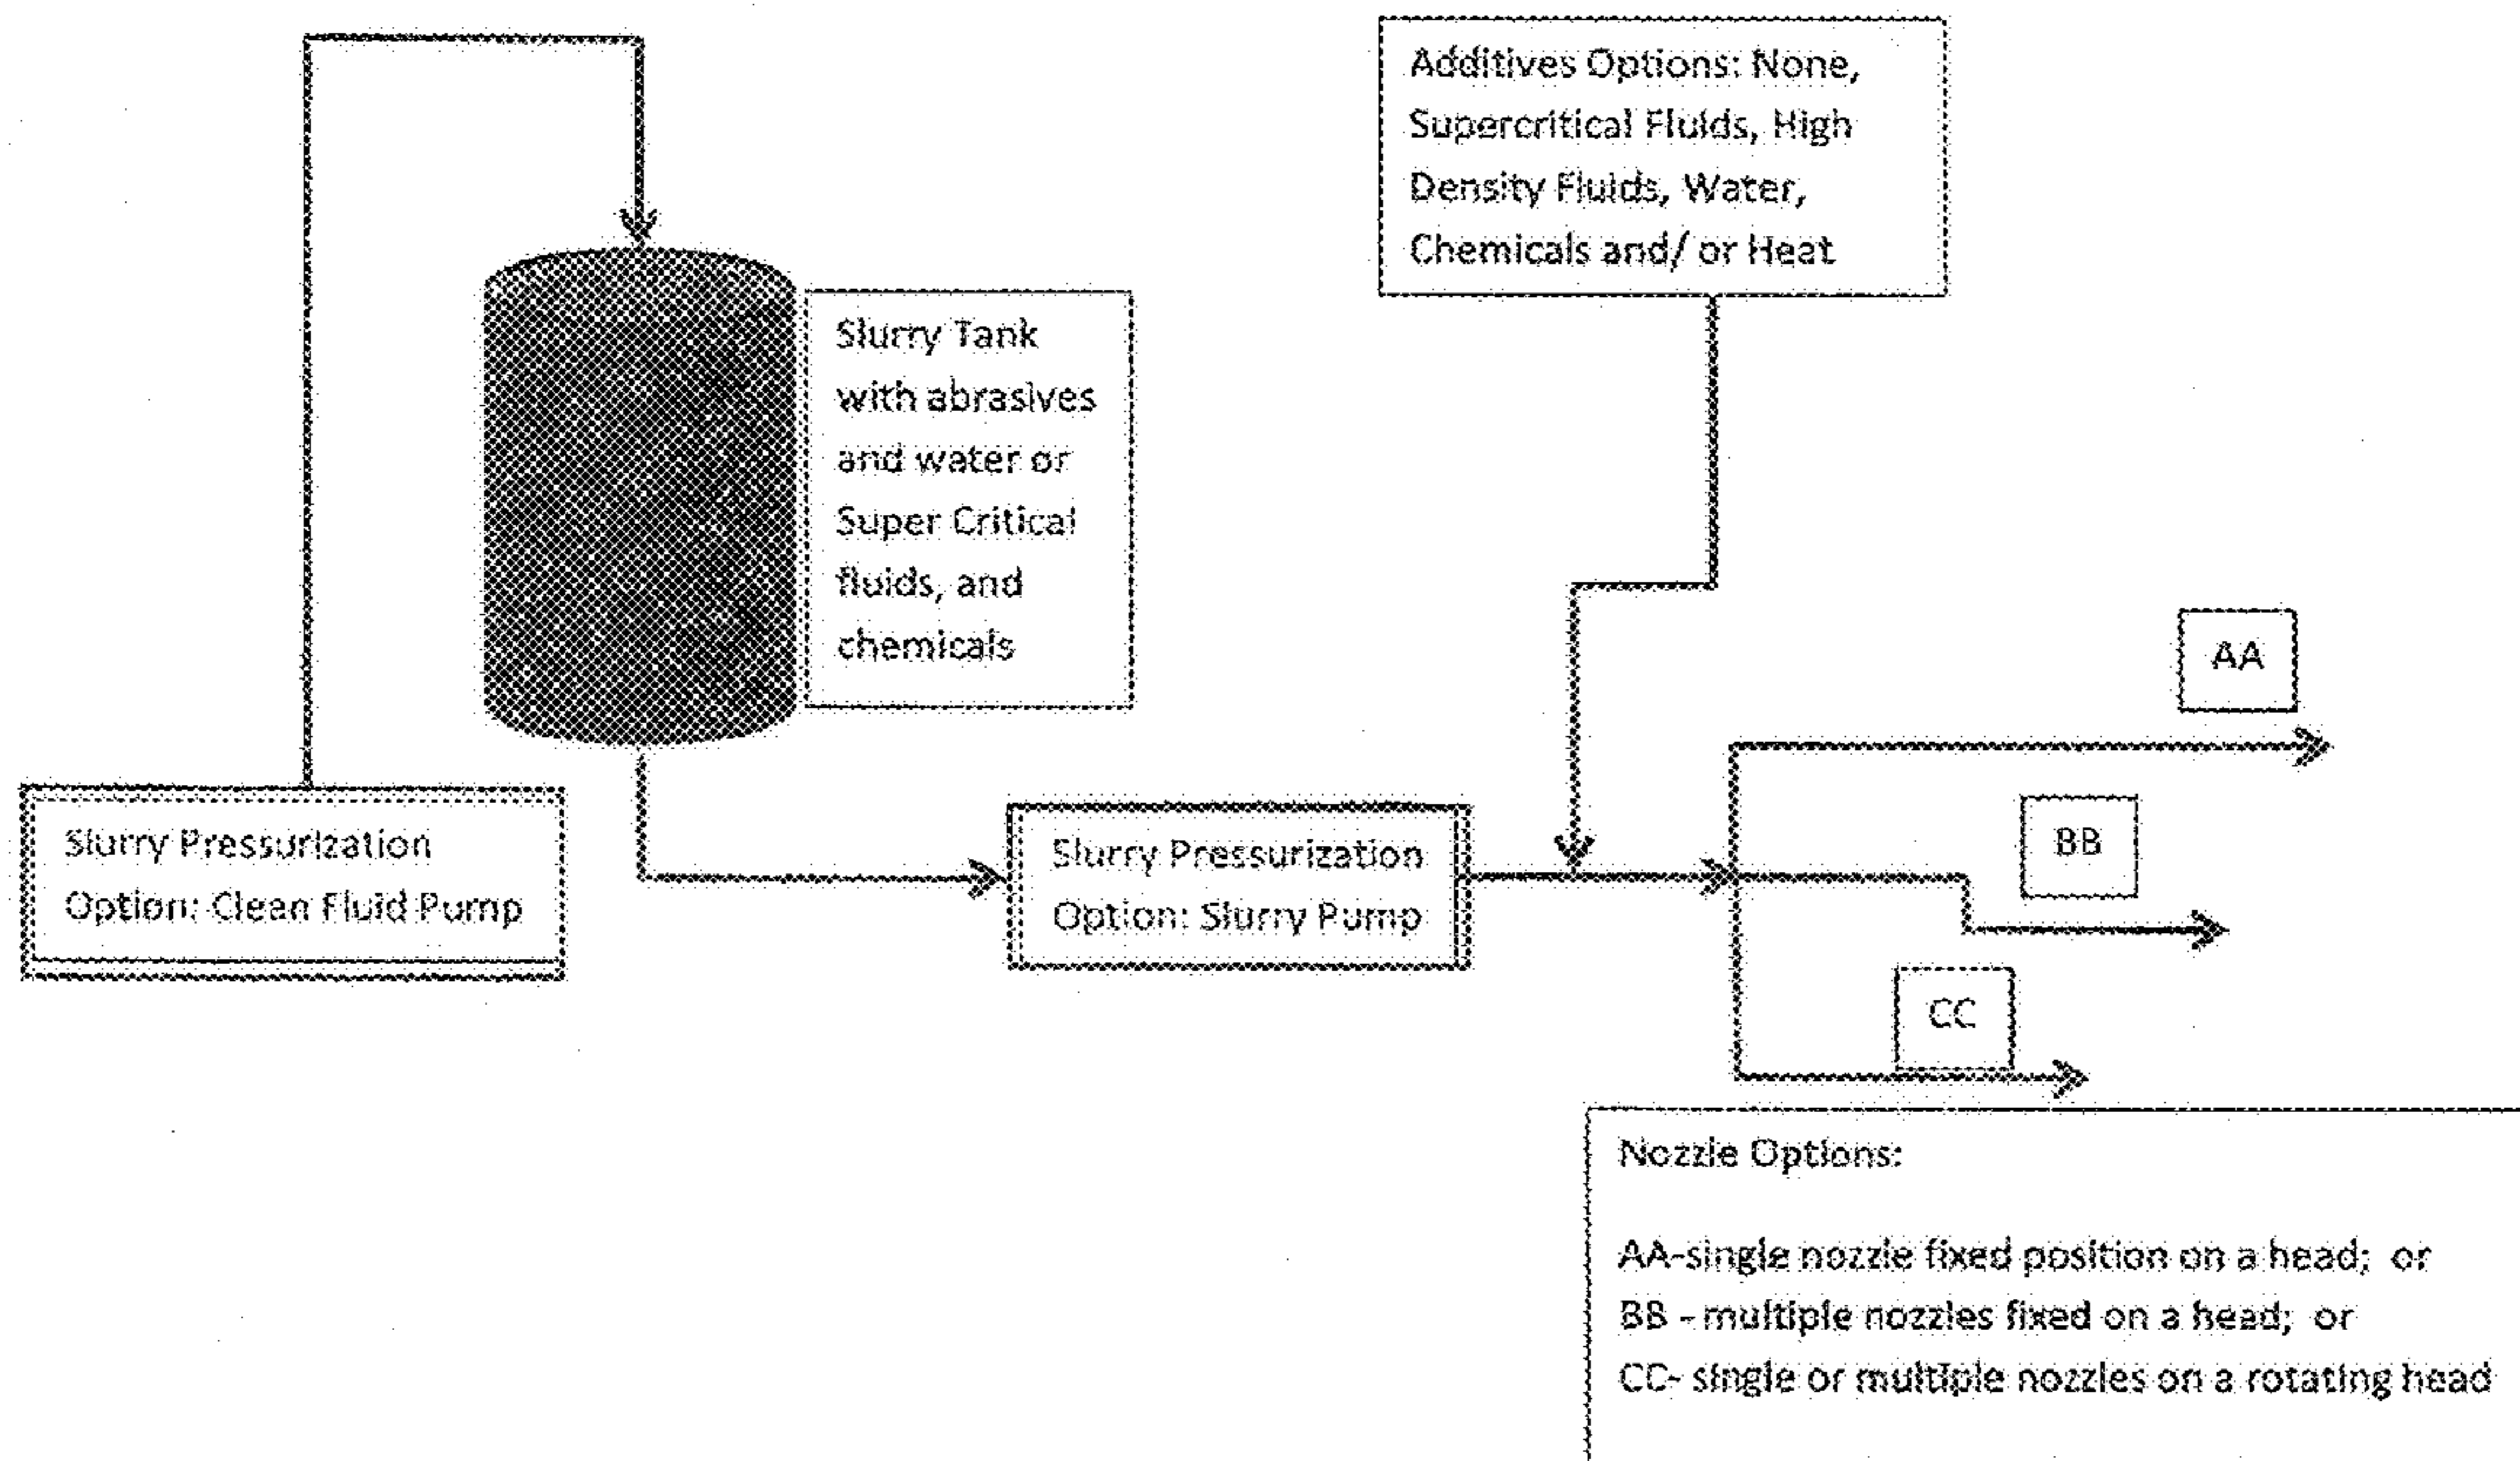 Additives Options: None,
Supercritical Fluids, High
Density Fluids, Water,
Chemicals and/ or Heat
Slurry Tank
with abrasives
and water or
Super Critical
fluids, and
chemicals
Slurry Pressurization
Option: Clean Fluid Pump
Slurry Pressurization
Option: Slurry Pump
AA
BB
CC
Nozzle Options:
AA-single nozzle fixed position on a head; or
BB - multiple nozzles fixed on a head; or
CC- single or multiple nozzles on a rotating head